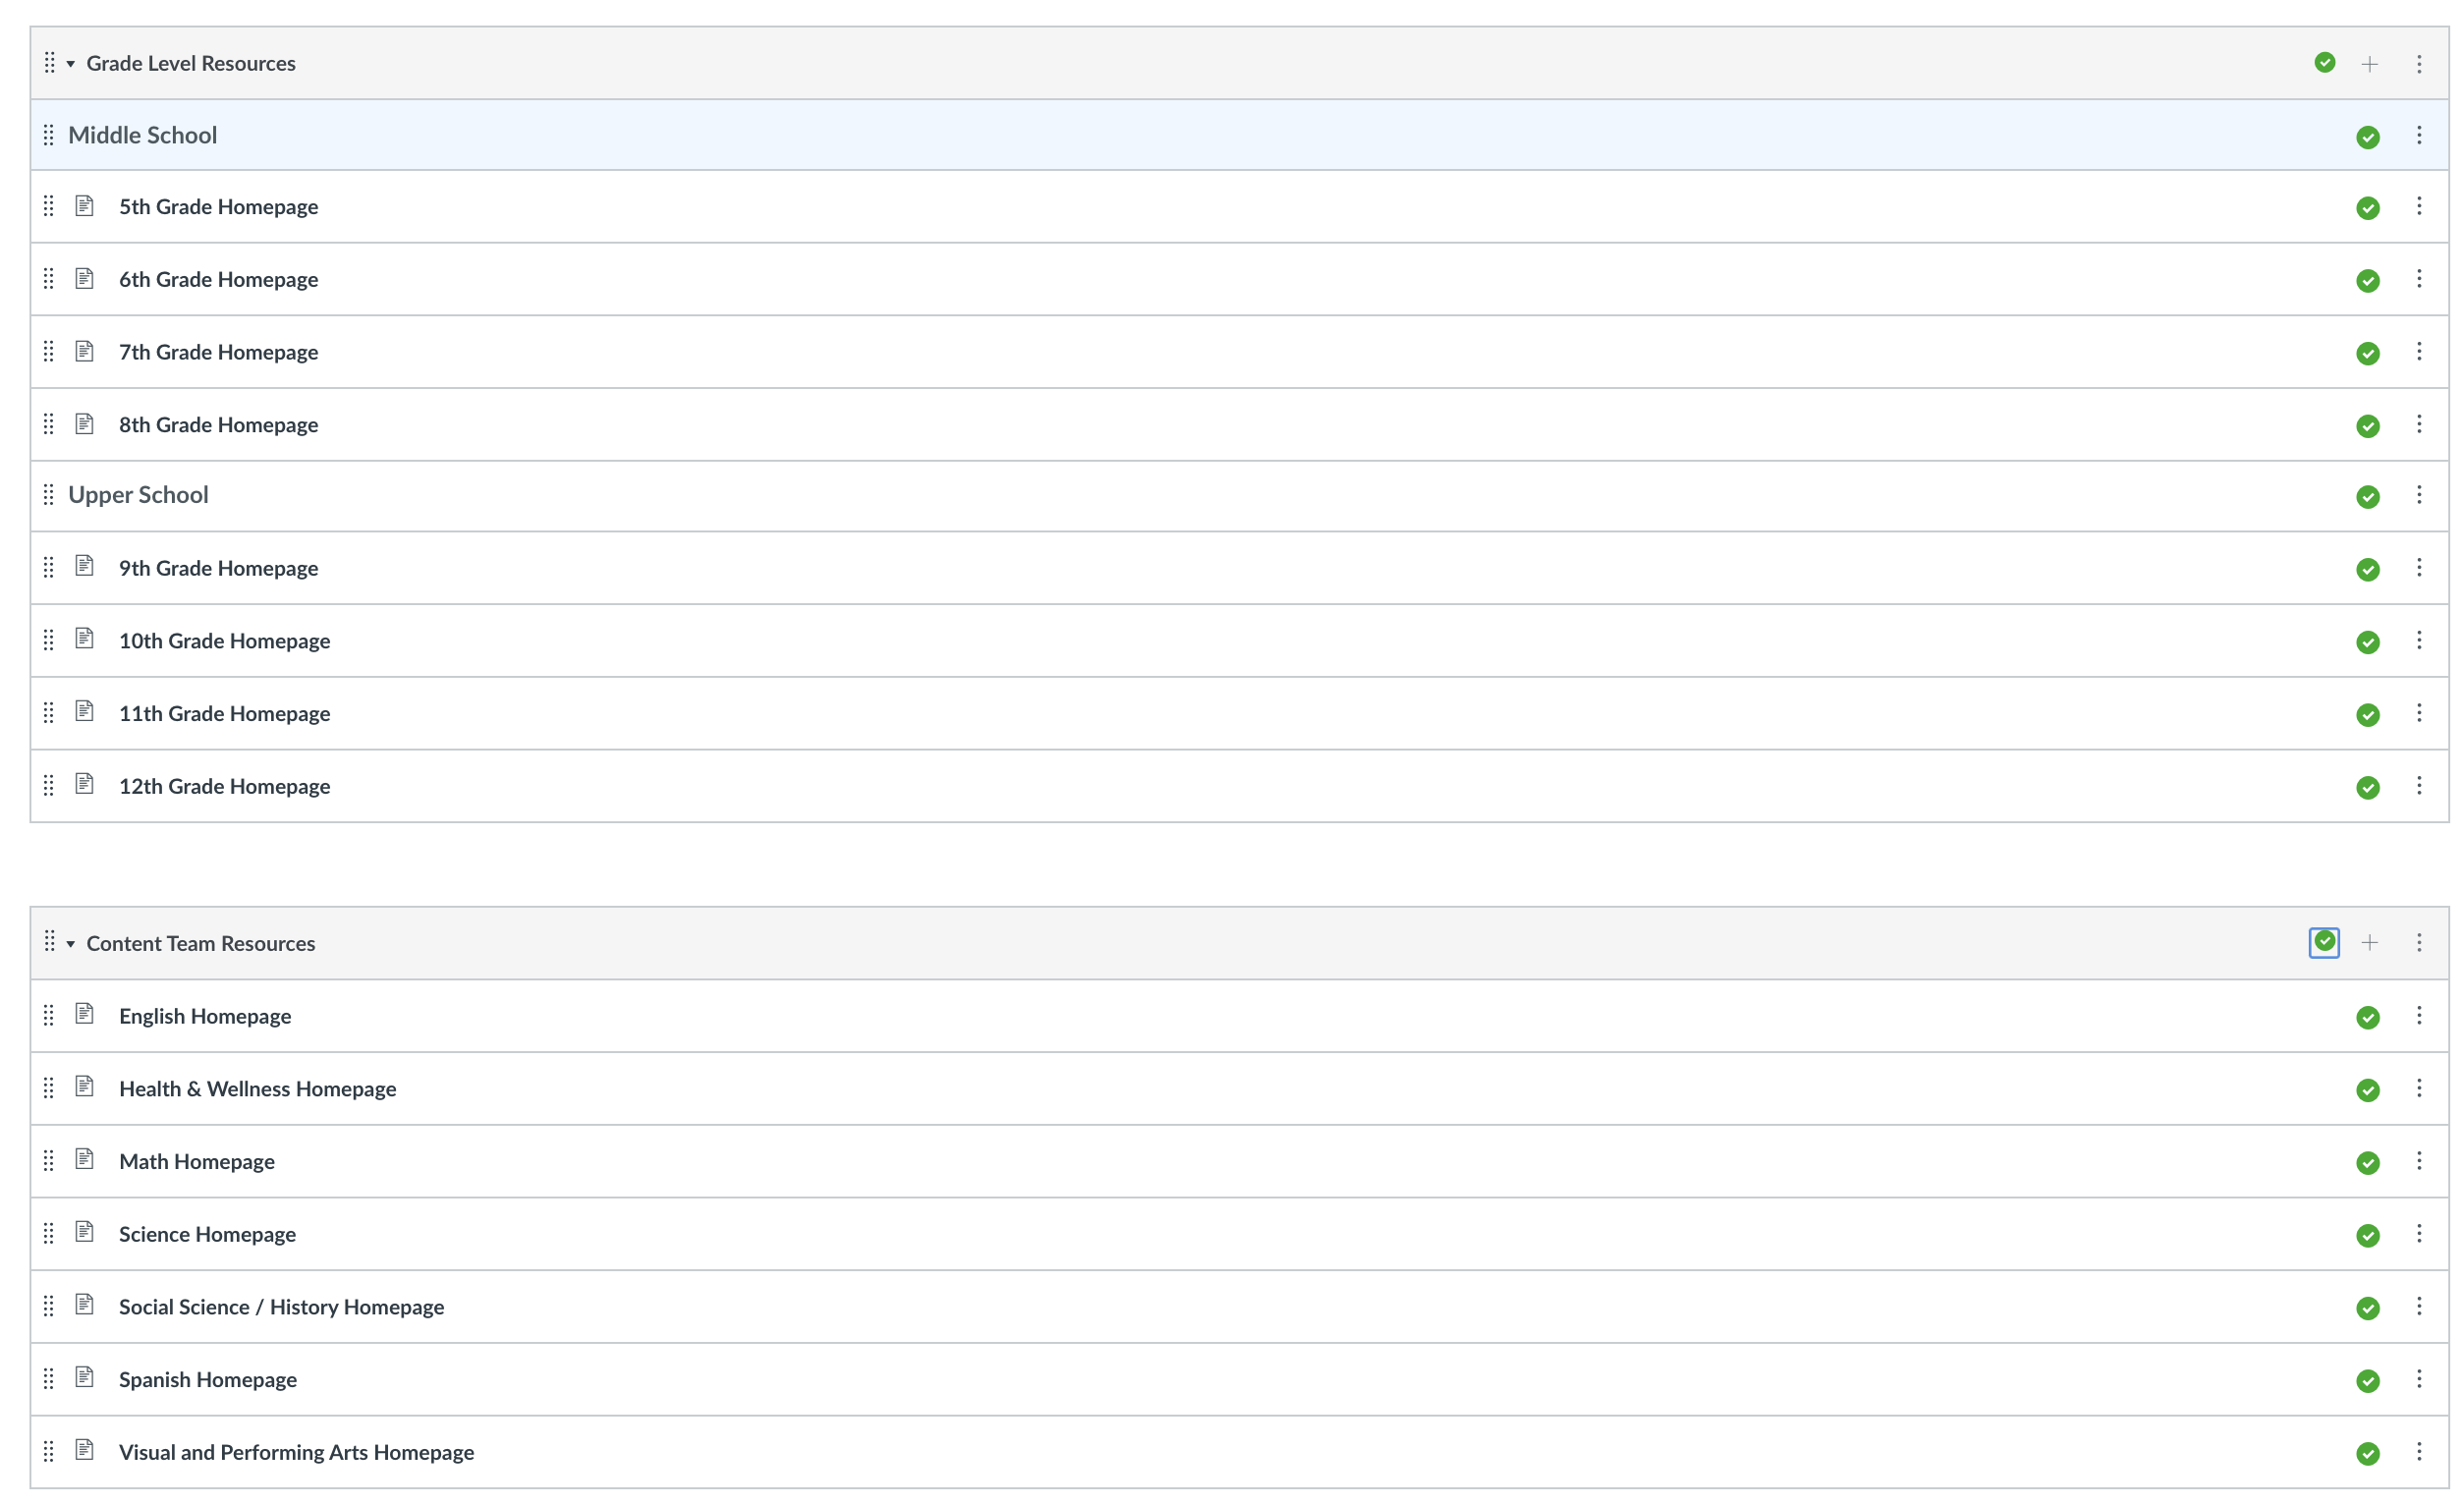 Grade Level Resources
Middle School
5th Grade Homepage
6th Grade Homepage
7th Grade Homepage
8th Grade Homepage
Upper School
9th Grade Homepage
10th Grade Homepage
11th Grade Homepage
12th Grade Homepage
Content Team Resources
English Homepage
Health & Wellness Homepage
Math Homepage
Science Homepage
Social Science / History Homepage
Spanish Homepage
Visual and Performing Arts Homepage